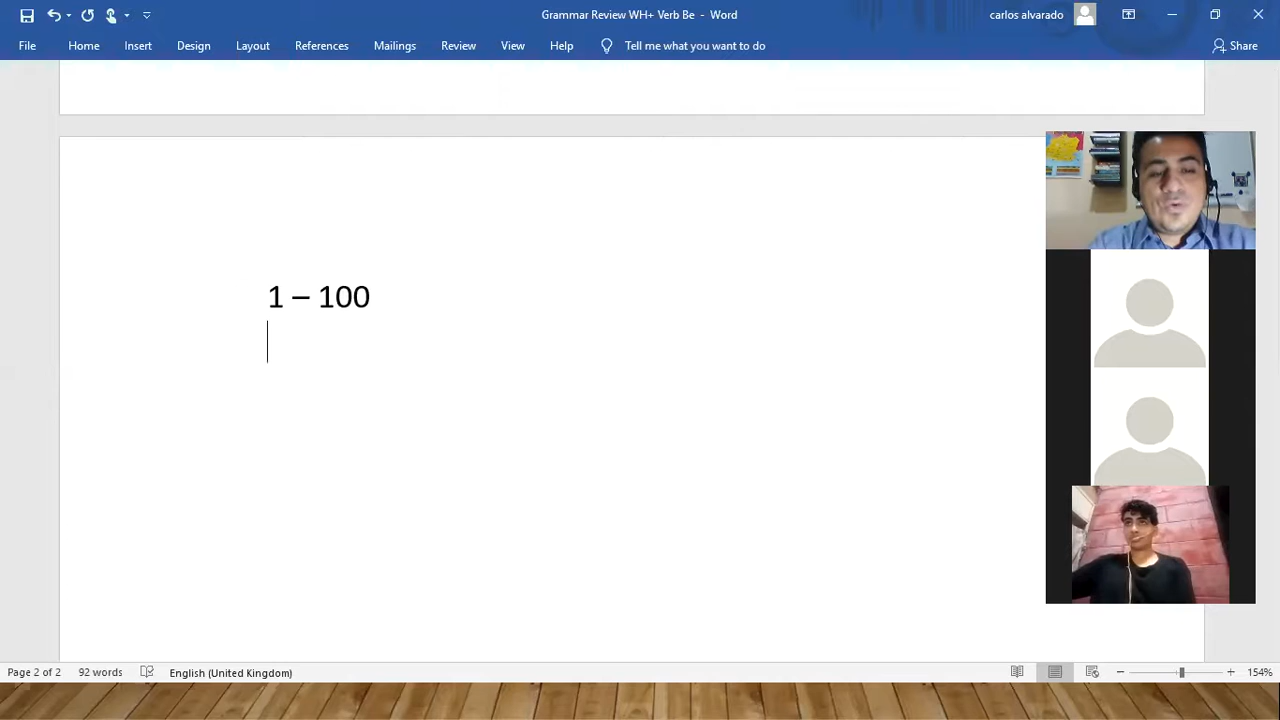 Grammar Review WH+ Verb Be - Word
carlos alvarado
File Home Insert Design Layout References Mailings Review View Help Tell me what you want to do Share
1 – 100
Page 2 of 2 92 words English (United Kingdom) 154%